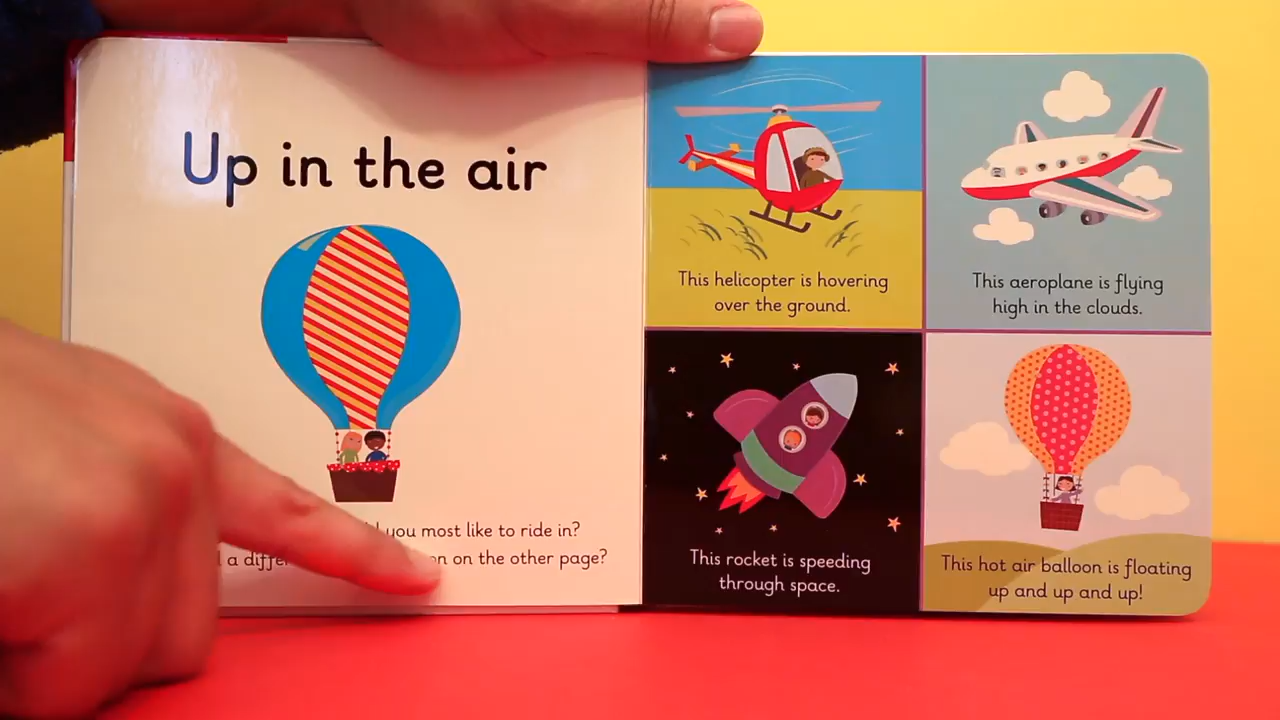 Up in the air
you most like to ride in?
a on the other page?
This helicopter is hovering
over the ground.
This aeroplane is flying
high in the clouds.
This rocket is speeding
through space.
This hot air balloon is floating
up and up and up!